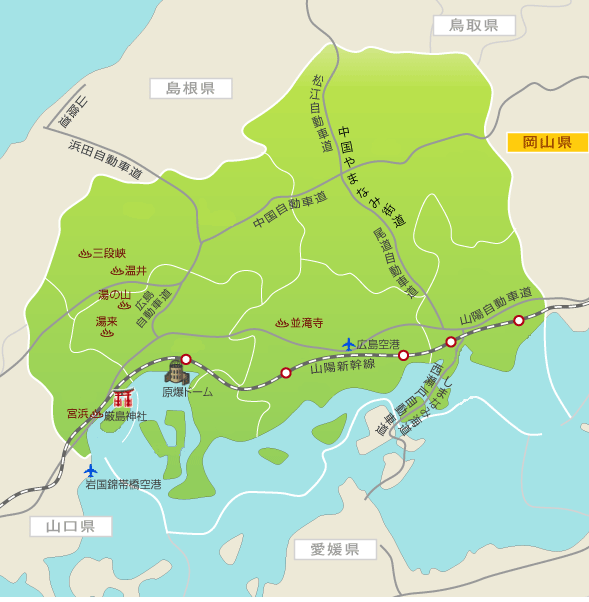 鳥取県
島根県
岡山県
山陰道
浜田自動車道
松江自動車道
中国やまなみ街道
中国自動車道
尾道自動車道
三段峡
温井
湯の山
広島
自動車道
湯来
並滝寺
広島空港
山陽自動車道
山陽新幹線
原爆ドーム
宮浜
厳島神社
しまなみ海道
西瀬戸自動車道
岩国錦帯橋空港
山口県
愛媛県